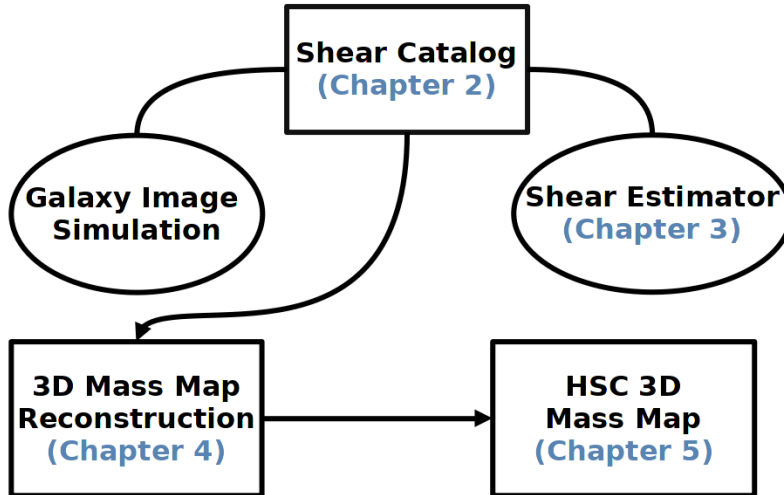 Shear Catalog
(Chapter 2)
Galaxy Image
Simulation
Shear Estimator
(Chapter 3)
3D Mass Map
Reconstruction
(Chapter 4)
HSC 3D
Mass Map
(Chapter 5)